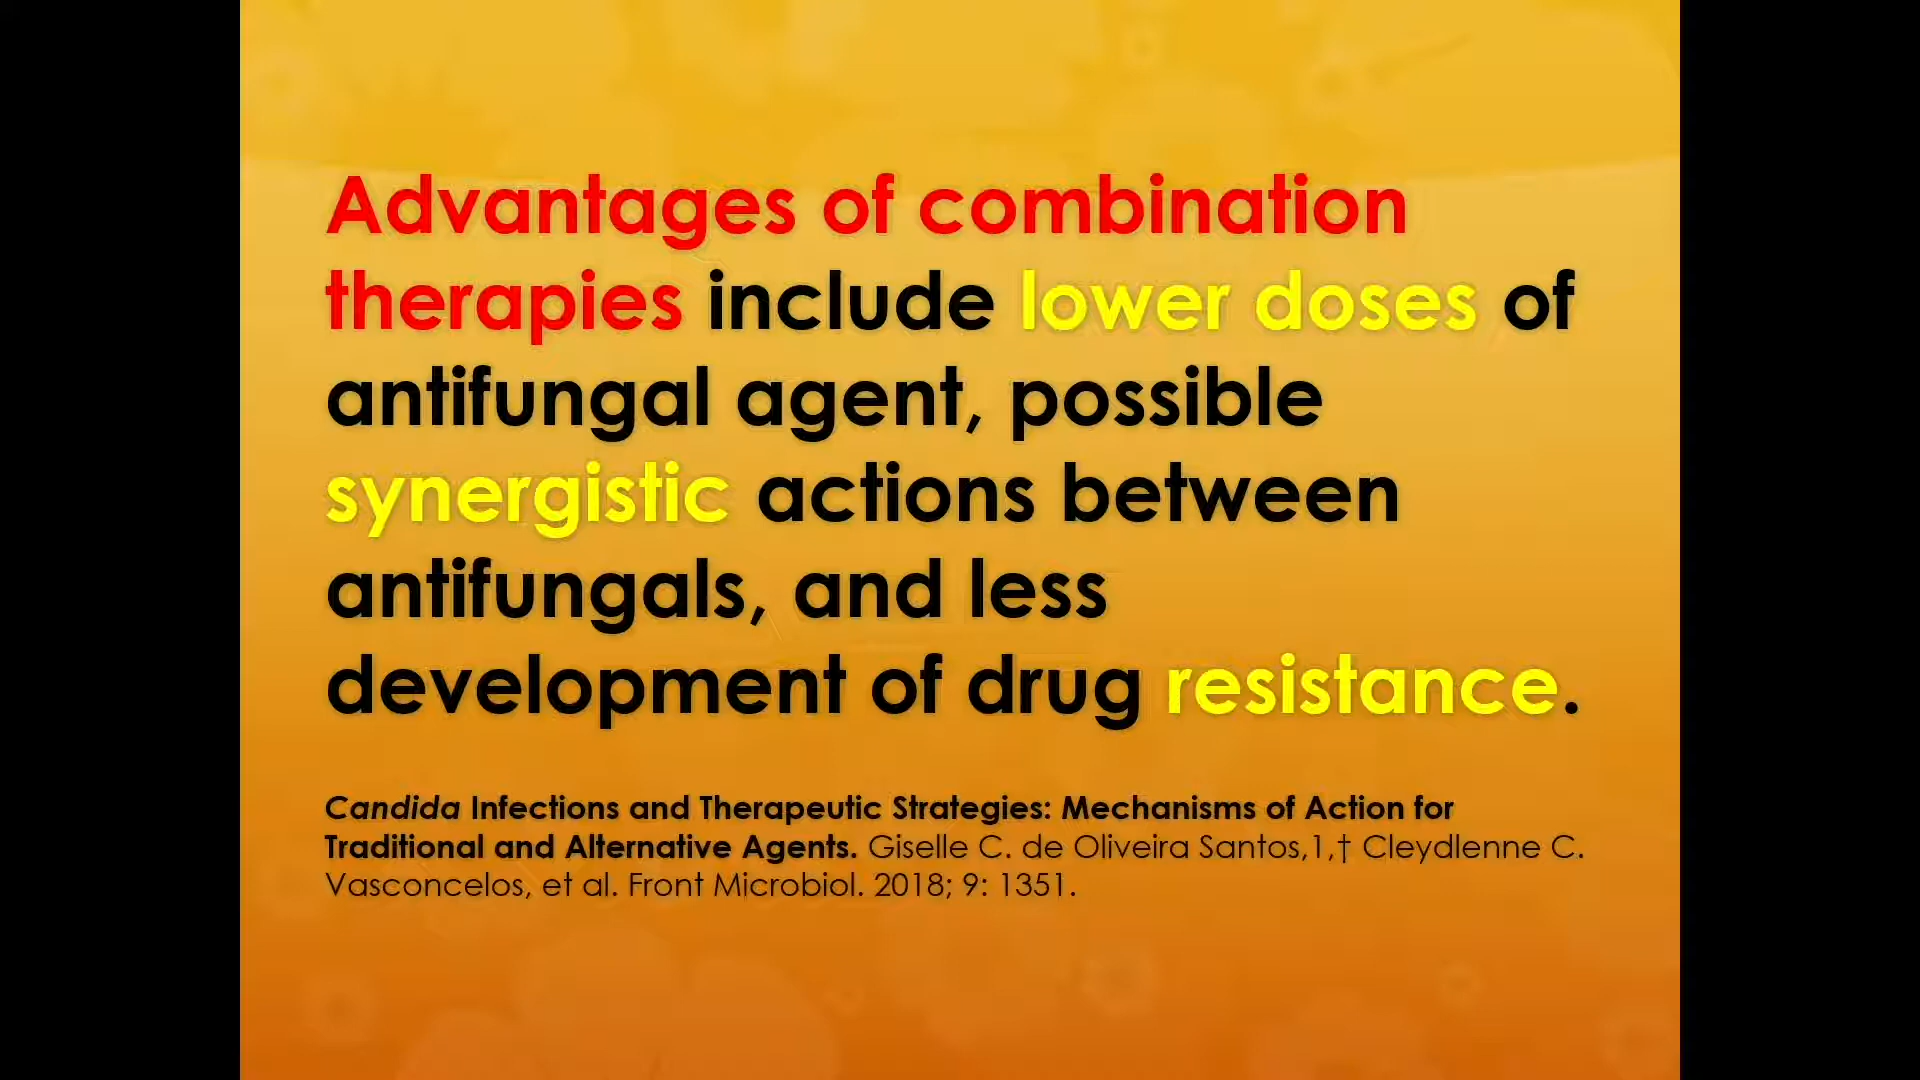 Advantages of combination
therapies include lower doses of
antifungal agent, possible
synergistic actions between
antifungals, and less
development of drug resistance.
Candida Infections and Therapeutic Strategies: Mechanisms of Action for
Traditional and Alternative Agents. Giselle C. de Oliveira Santos,1,† Cleydlenne C.
Vasconcelos, et al. Front Microbiol. 2018; 9: 1351.